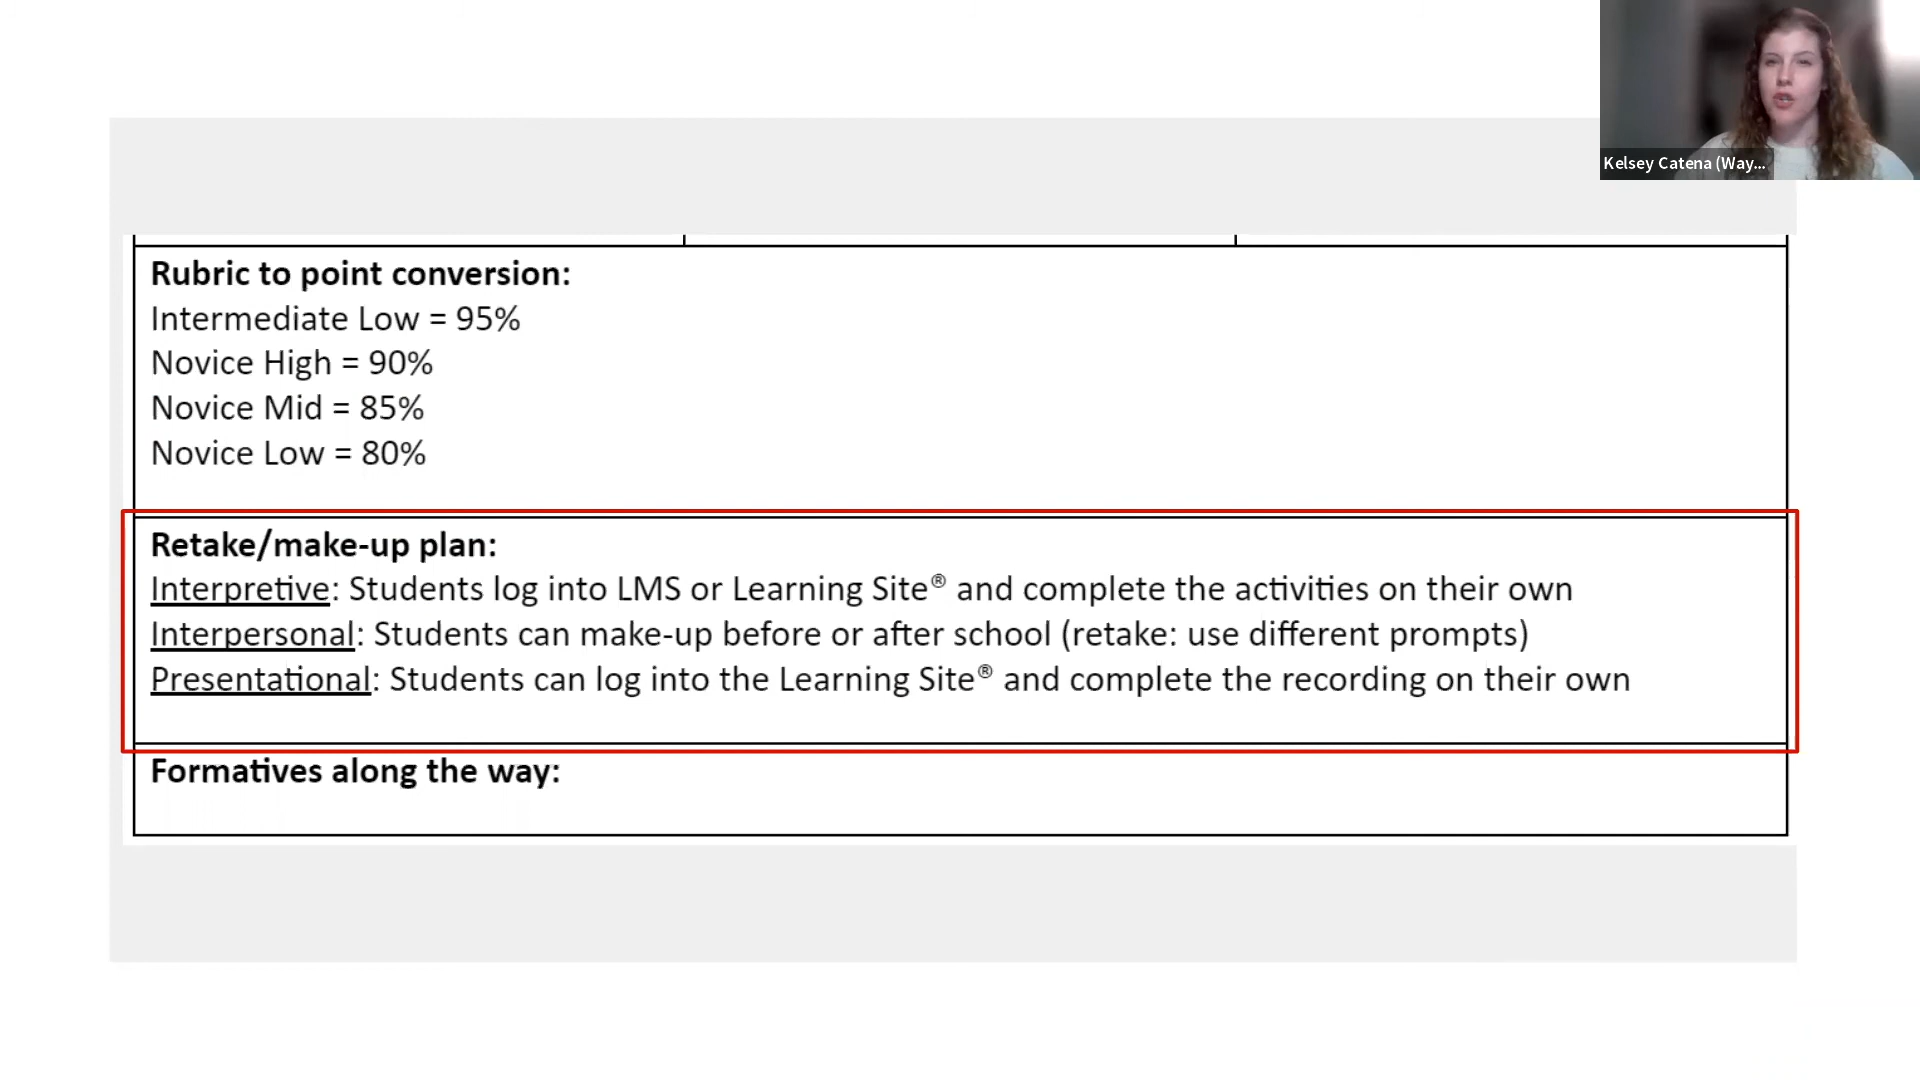 Kelsey Catena (Way...
Rubric to point conversion:
Intermediate Low = 95%
Novice High = 90%
Novice Mid = 85%
Novice Low = 80%
Retake/make-up plan:
Interpretive: Students log into LMS or Learning Site® and complete the activities on their own
Interpersonal: Students can make-up before or after school (retake: use different prompts)
Presentational: Students can log into the Learning Site® and complete the recording on their own
Formatives along the way: